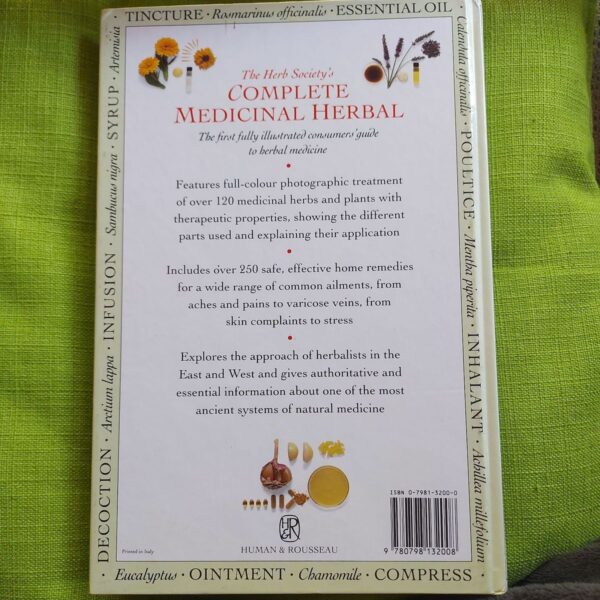 TINCTURE · Rosmarinus officinalis · ESSENTIAL OIL
Calendula officinalis · POULTICE · Mentha piperita · INHALANT · Achillea millefolium
DECOCTION · Arctium lappa · INFUSION · Sambucus nigra · SYRUP · Artemisia
The Herb Society's
COMPLETE
MEDICINAL HERBAL
The first fully illustrated consumers' guide
to herbal medicine
•
Features full-colour photographic treatment
of over 120 medicinal herbs and plants with
therapeutic properties, showing the different
parts used and explaining their application
•
Includes over 250 safe, effective home remedies
for a wide range of common ailments, from
aches and pains to varicose veins, from
skin complaints to stress
•
Explores the approach of herbalists in the
East and West and gives authoritative and
essential information about one of the most
ancient systems of natural medicine
ISBN 0-7981-3200-0
9 780798 132008
H&R
HUMAN & ROUSSEAU
Printed in Italy
· Eucalyptus · OINTMENT · Chamomile · COMPRESS ·